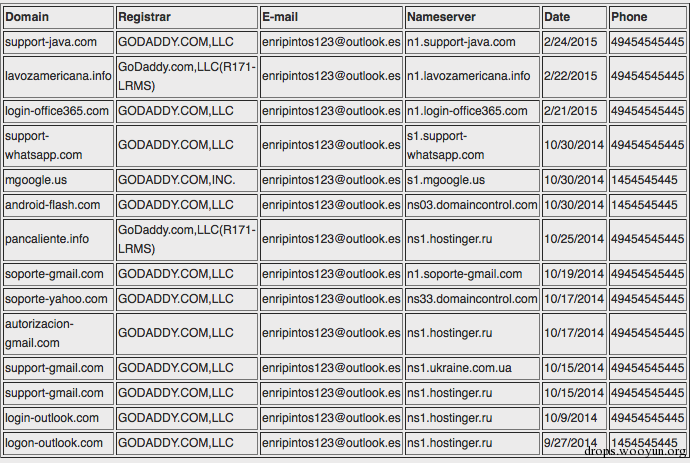 Domain Registrar E-mail Nameserver Date Phone
support-java.com GODADDY.COM,LLC enripintos123@outlook.es n1.support-java.com 2/24/2015 49454545445
lavozamericana.info GoDaddy.com,LLC(R171-LRMS) enripintos123@outlook.es n1.lavozamericana.info 2/22/2015 49454545445
login-office365.com GODADDY.COM,LLC enripintos123@outlook.es n1.login-office365.com 2/21/2015 49454545445
support-whatsapp.com GODADDY.COM,LLC enripintos123@outlook.es s1.support-whatsapp.com 10/30/2014 49454545445
mgoogle.us GODADDY.COM,INC. enripintos123@outlook.es s1.mgoogle.us 10/30/2014 1454545445
android-flash.com GODADDY.COM,LLC enripintos123@outlook.es ns03.domaincontrol.com 10/30/2014 1454545445
pancaliente.info GoDaddy.com,LLC(R171-LRMS) enripintos123@outlook.es ns1.hostinger.ru 10/25/2014 49454545445
soporte-gmail.com GODADDY.COM,LLC enripintos123@outlook.es n1.soporte-gmail.com 10/19/2014 49454545445
soporte-yahoo.com GODADDY.COM,LLC enripintos123@outlook.es ns33.domaincontrol.com 10/17/2014 49454545445
autorizacion-gmail.com GODADDY.COM,LLC enripintos123@outlook.es ns1.hostinger.ru 10/17/2014 49454545445
support-gmail.com GODADDY.COM,LLC enripintos123@outlook.es ns1.ukraine.com.ua 10/15/2014 49454545445
support-gmail.com GODADDY.COM,LLC enripintos123@outlook.es ns1.hostinger.ru 10/15/2014 49454545445
login-outlook.com GODADDY.COM,LLC enripintos123@outlook.es ns1.hostinger.ru 10/9/2014 49454545445
logon-outlook.com GODADDY.COM,LLC enripintos123@outlook.es ns1.hostinger.ru 9/27/2014 1454545445
drops.wooyun.org